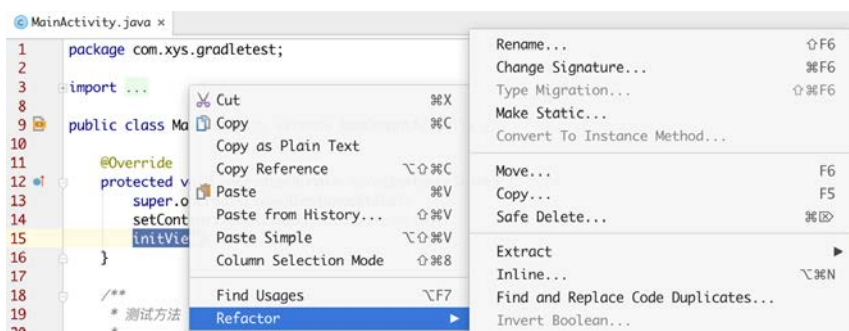 MainActivity.java ×
1 package com.xys.gradletest;
2
3 import ...
8
9 public class Ma
10
11 @Override
12 protected v
13 super.o
14 setCont
15 initVie
16 }
17
18 /**
19 * 测试方法
Cut ⌘X
Copy ⌘C
Copy as Plain Text
Copy Reference ⌥⇧⌘C
Paste ⌘V
Paste from History... ⇧⌘V
Paste Simple ⌥⇧⌘V
Column Selection Mode ⇧⌘8
Find Usages ⌥F7
Refactor ▶
Rename... ⇧F6
Change Signature... ⌘F6
Type Migration... ⇧⌘F6
Make Static...
Convert To Instance Method...
Move... F6
Copy... F5
Safe Delete... ⌘⌦
Extract ▶
Inline... ⌥⌘N
Find and Replace Code Duplicates...
Invert Boolean...